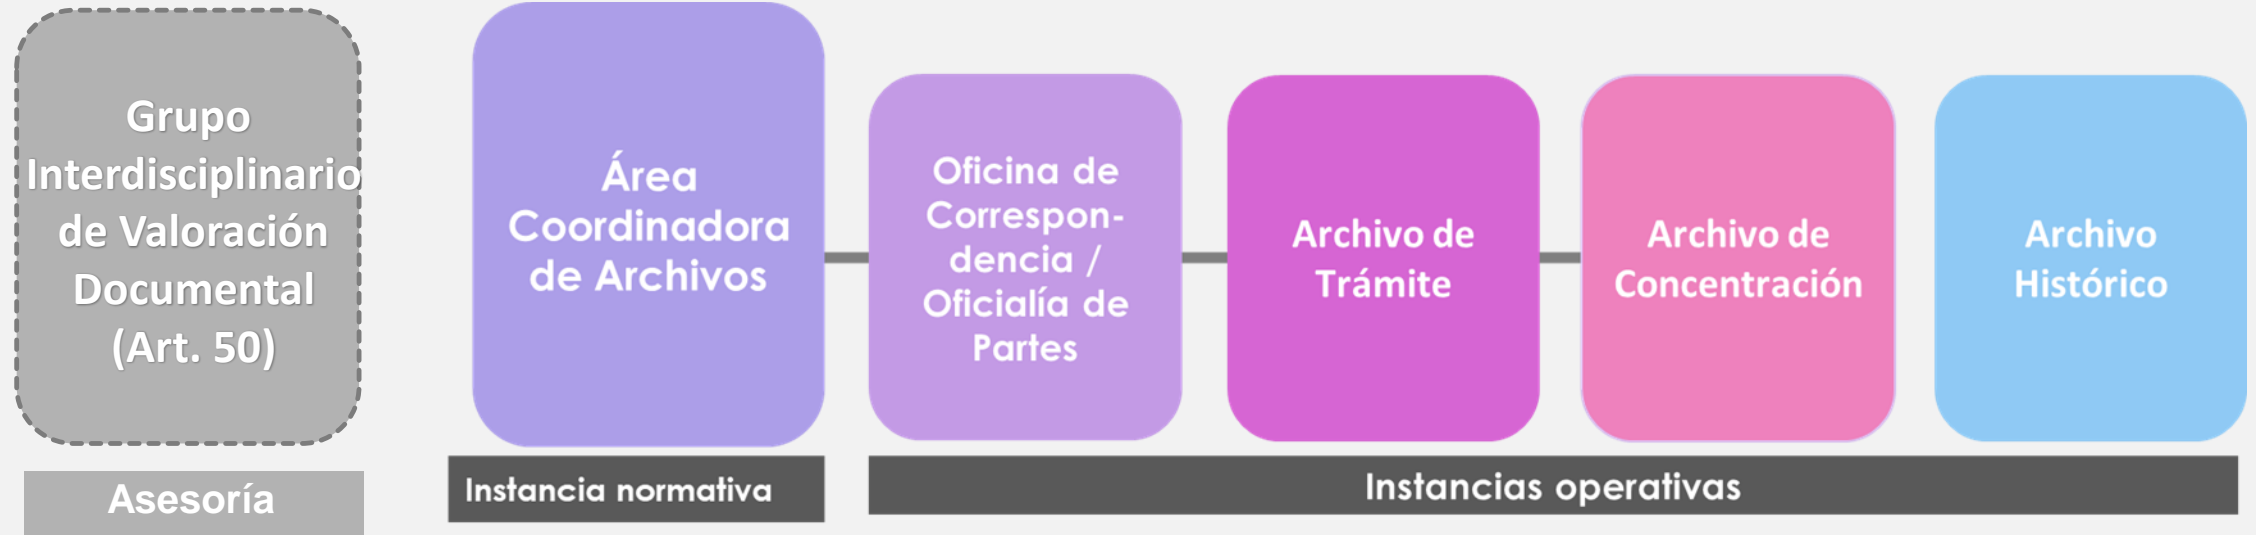 Grupo
Interdisciplinario
de Valoración
Documental
(Art. 50)
Asesoría
Área
Coordinadora
de Archivos
Instancia normativa
Oficina de
Correspon-
dencia /
Oficialía de
Partes
Archivo de
Trámite
Archivo de
Concentración
Archivo
Histórico
Instancias operativas